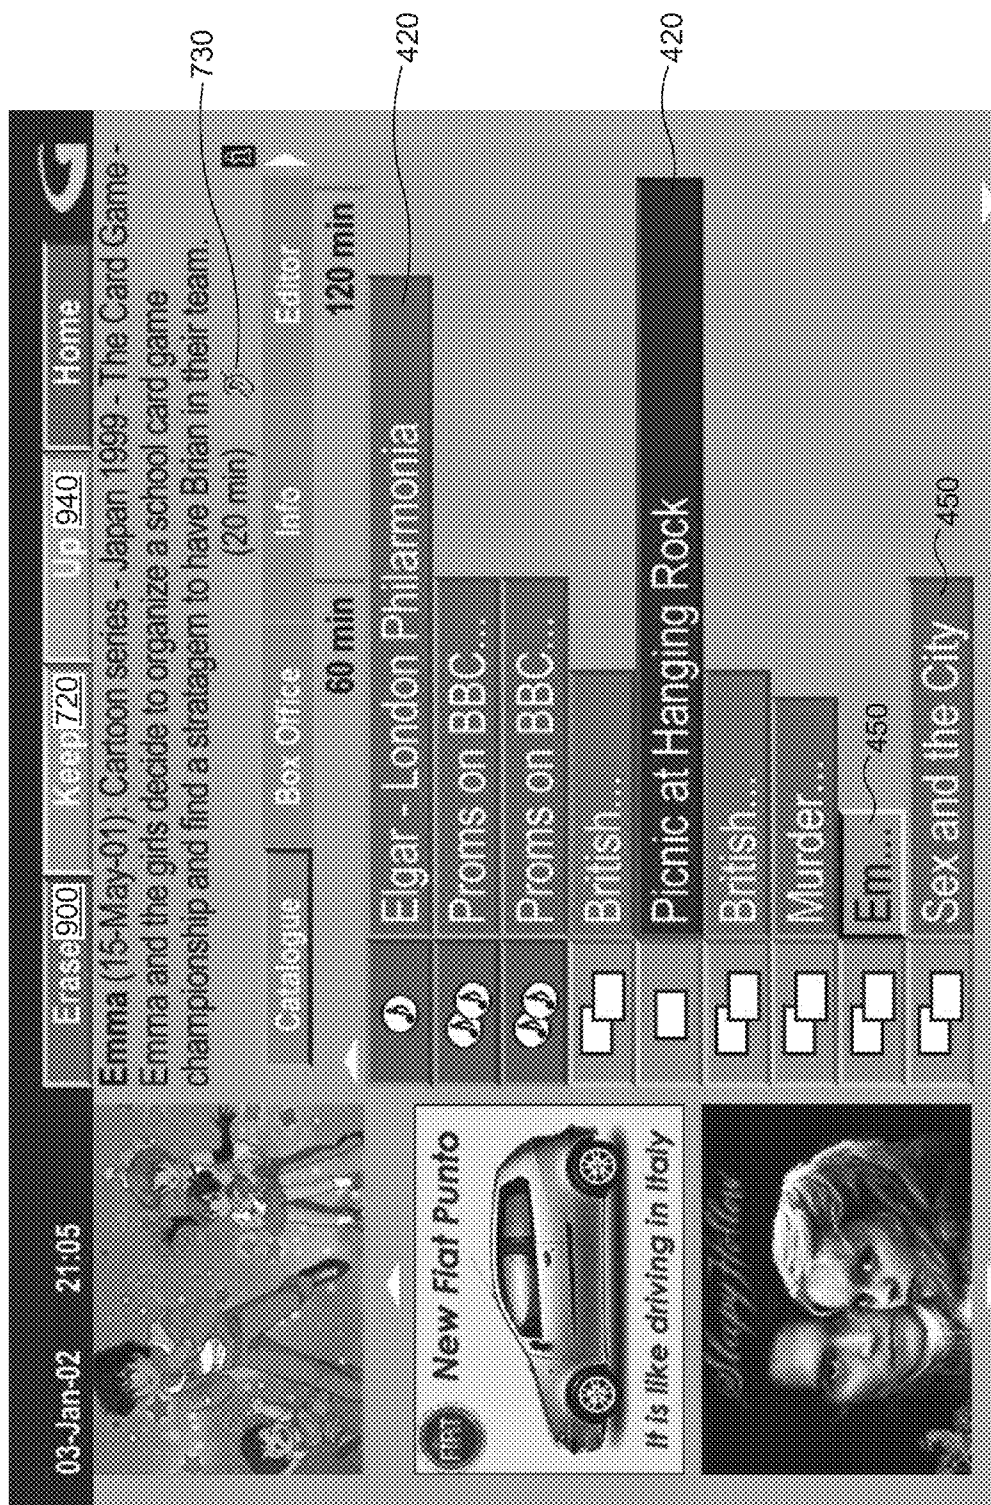 03-Jan-02 21:05
Erase 900
Keep 720
Up 940
Home
Emma (15-May-01): Cartoon series - Japan 1999 - The Card Game -
Emma and the girls decide to organize a school card game
championship and find a stratagem to have Brian in their team.
(20 min)
730
Catalogue
Box Office
Info
Editor
60 min
120 min
Elgar - London Philarmonia
420
Proms on BBC...
Proms on BBC...
British...
Picnic at Hanging Rock
420
British...
Murder...
Em...
450
Sex and the City
450
FIAT
New Fiat Punto
It is like driving in Italy